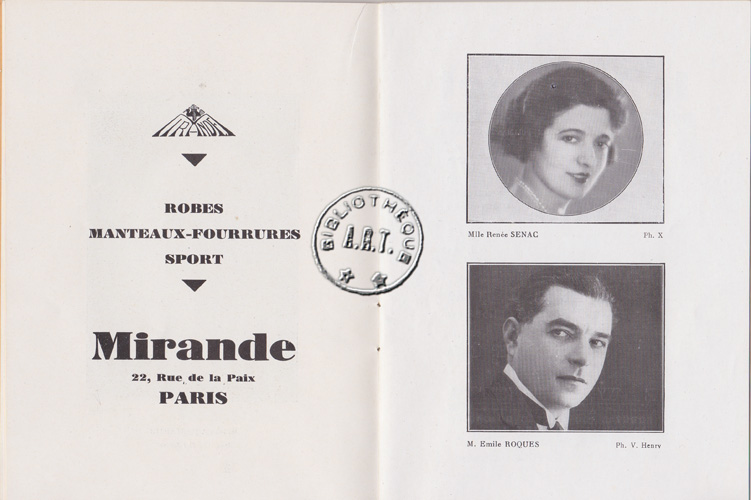 MIRANDE
ROBES
MANTEAUX-FOURRURES
SPORT
Mirande
22, Rue de la Paix
PARIS
BIBLIOTHÈQUE
A.R.T.
Mlle Renée SENAC
Ph. X
M. Emile ROQUES
Ph. V. Henry